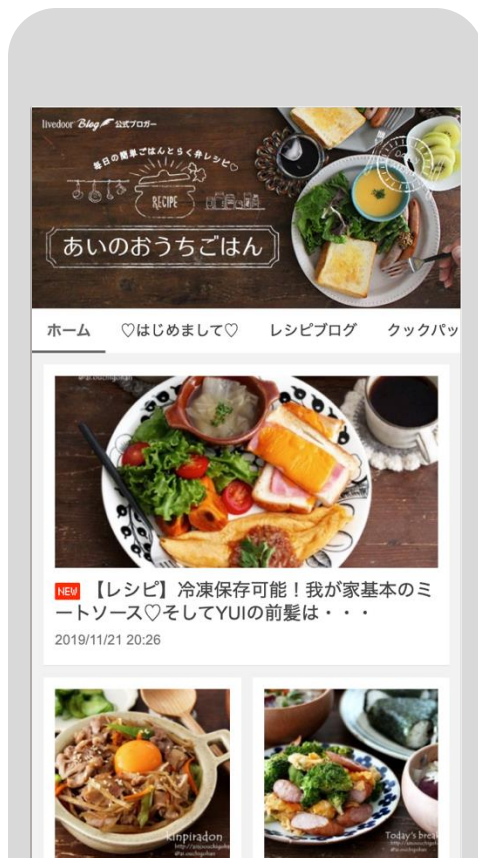 livedoor Blog 公式ブロガー
毎日の簡単ごはんとらく弁レシピ♡
RECIPE
あいのおうちごはん
ホーム ♡はじめまして♡ レシピブログ クックパッ
NEW 【レシピ】冷凍保存可能！我が家基本のミ
ートソース♡そしてYUIの前髪は・・・
2019/11/21 20:26
kinpiradon
Today's brea